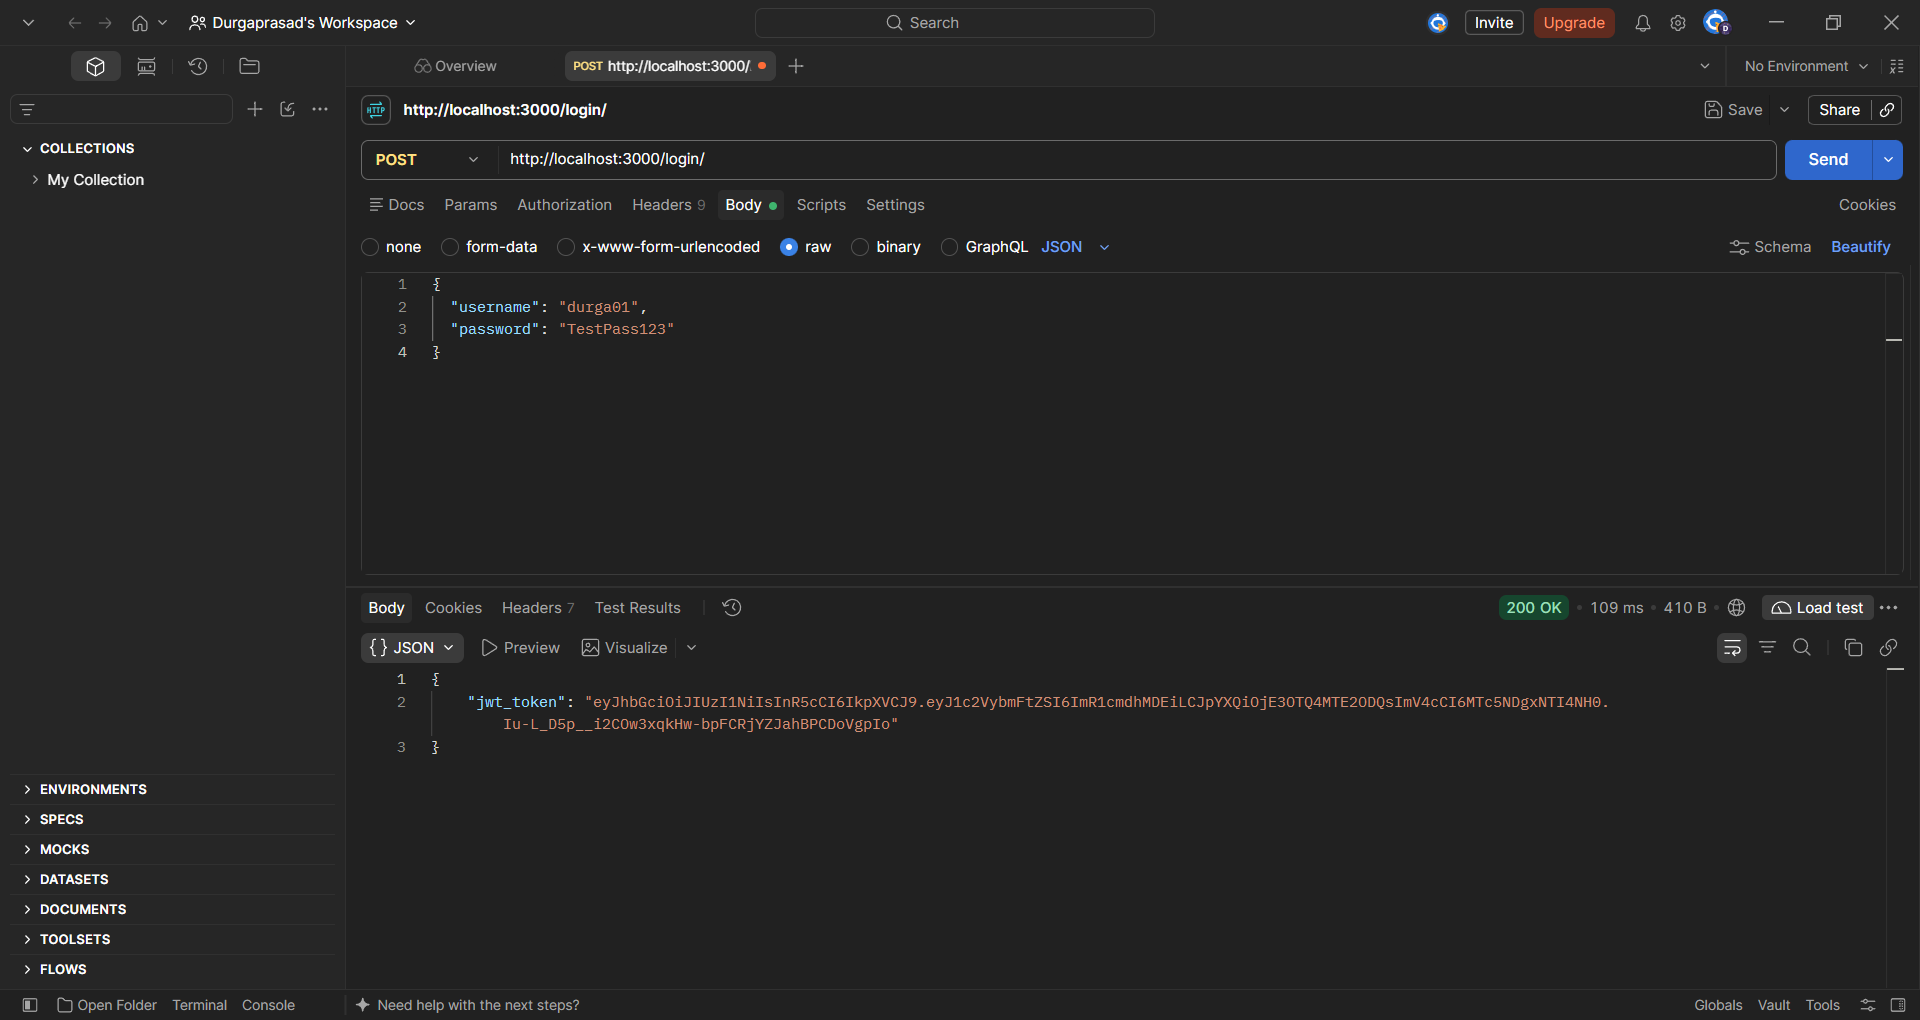 Durgaprasad's Workspace
Search
Invite
Upgrade
Overview
POST http://localhost:3000/.
No Environment
HTTP http://localhost:3000/login/
Save
Share
COLLECTIONS
My Collection
POST
http://localhost:3000/login/
Send
Docs
Params
Authorization
Headers 9
Body
Scripts
Settings
Cookies
none
form-data
x-www-form-urlencoded
raw
binary
GraphQL
JSON
Schema
Beautify
1 {
2 "username": "durga01",
3 "password": "TestPass123"
4 }
Body
Cookies
Headers 7
Test Results
200 OK
109 ms
410 B
Load test
{} JSON
Preview
Visualize
1 {
2 "jwt_token": "eyJhbGciOiJIUzI1NiIsInR5cCI6IkpXVCJ9.eyJ1c2VybmFtZSI6ImR1cmdhMDEiLCJpYXQiOjE3OTQ4MTE2ODQsImV4cCI6MTc5NDgxNTI4NH0.
Iu-L_D5p__i2COw3xqkHw-bpFCRjYZJahBPCDoVgpIo"
3 }
ENVIRONMENTS
SPECS
MOCKS
DATASETS
DOCUMENTS
TOOLSETS
FLOWS
Open Folder
Terminal
Console
Need help with the next steps?
Globals
Vault
Tools